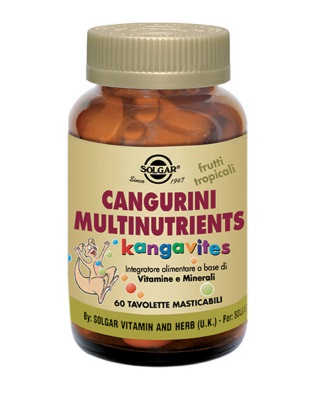 SOLGAR®
Since 1947
frutti
tropicali
CANGURINI
MULTINUTRIENTS
kangavites
Integratore alimentare a base di
Vitamine e Minerali
60 TAVOLETTE MASTICABILI
By: SOLGAR VITAMIN AND HERB (U.K.) - For: SOLG